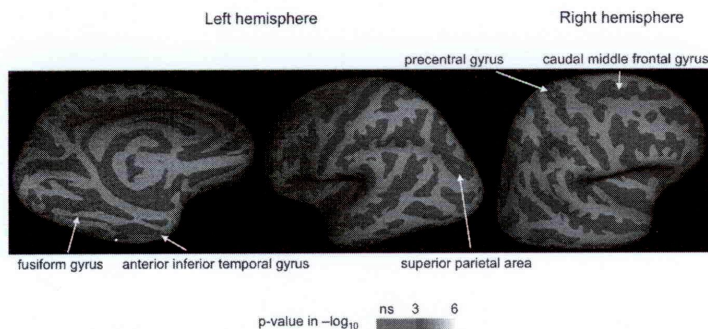 Left hemisphere
Right hemisphere
precentral gyrus
caudal middle frontal gyrus
fusiform gyrus
anterior inferior temporal gyrus
superior parietal area
ns 3 6
p-value in –log10